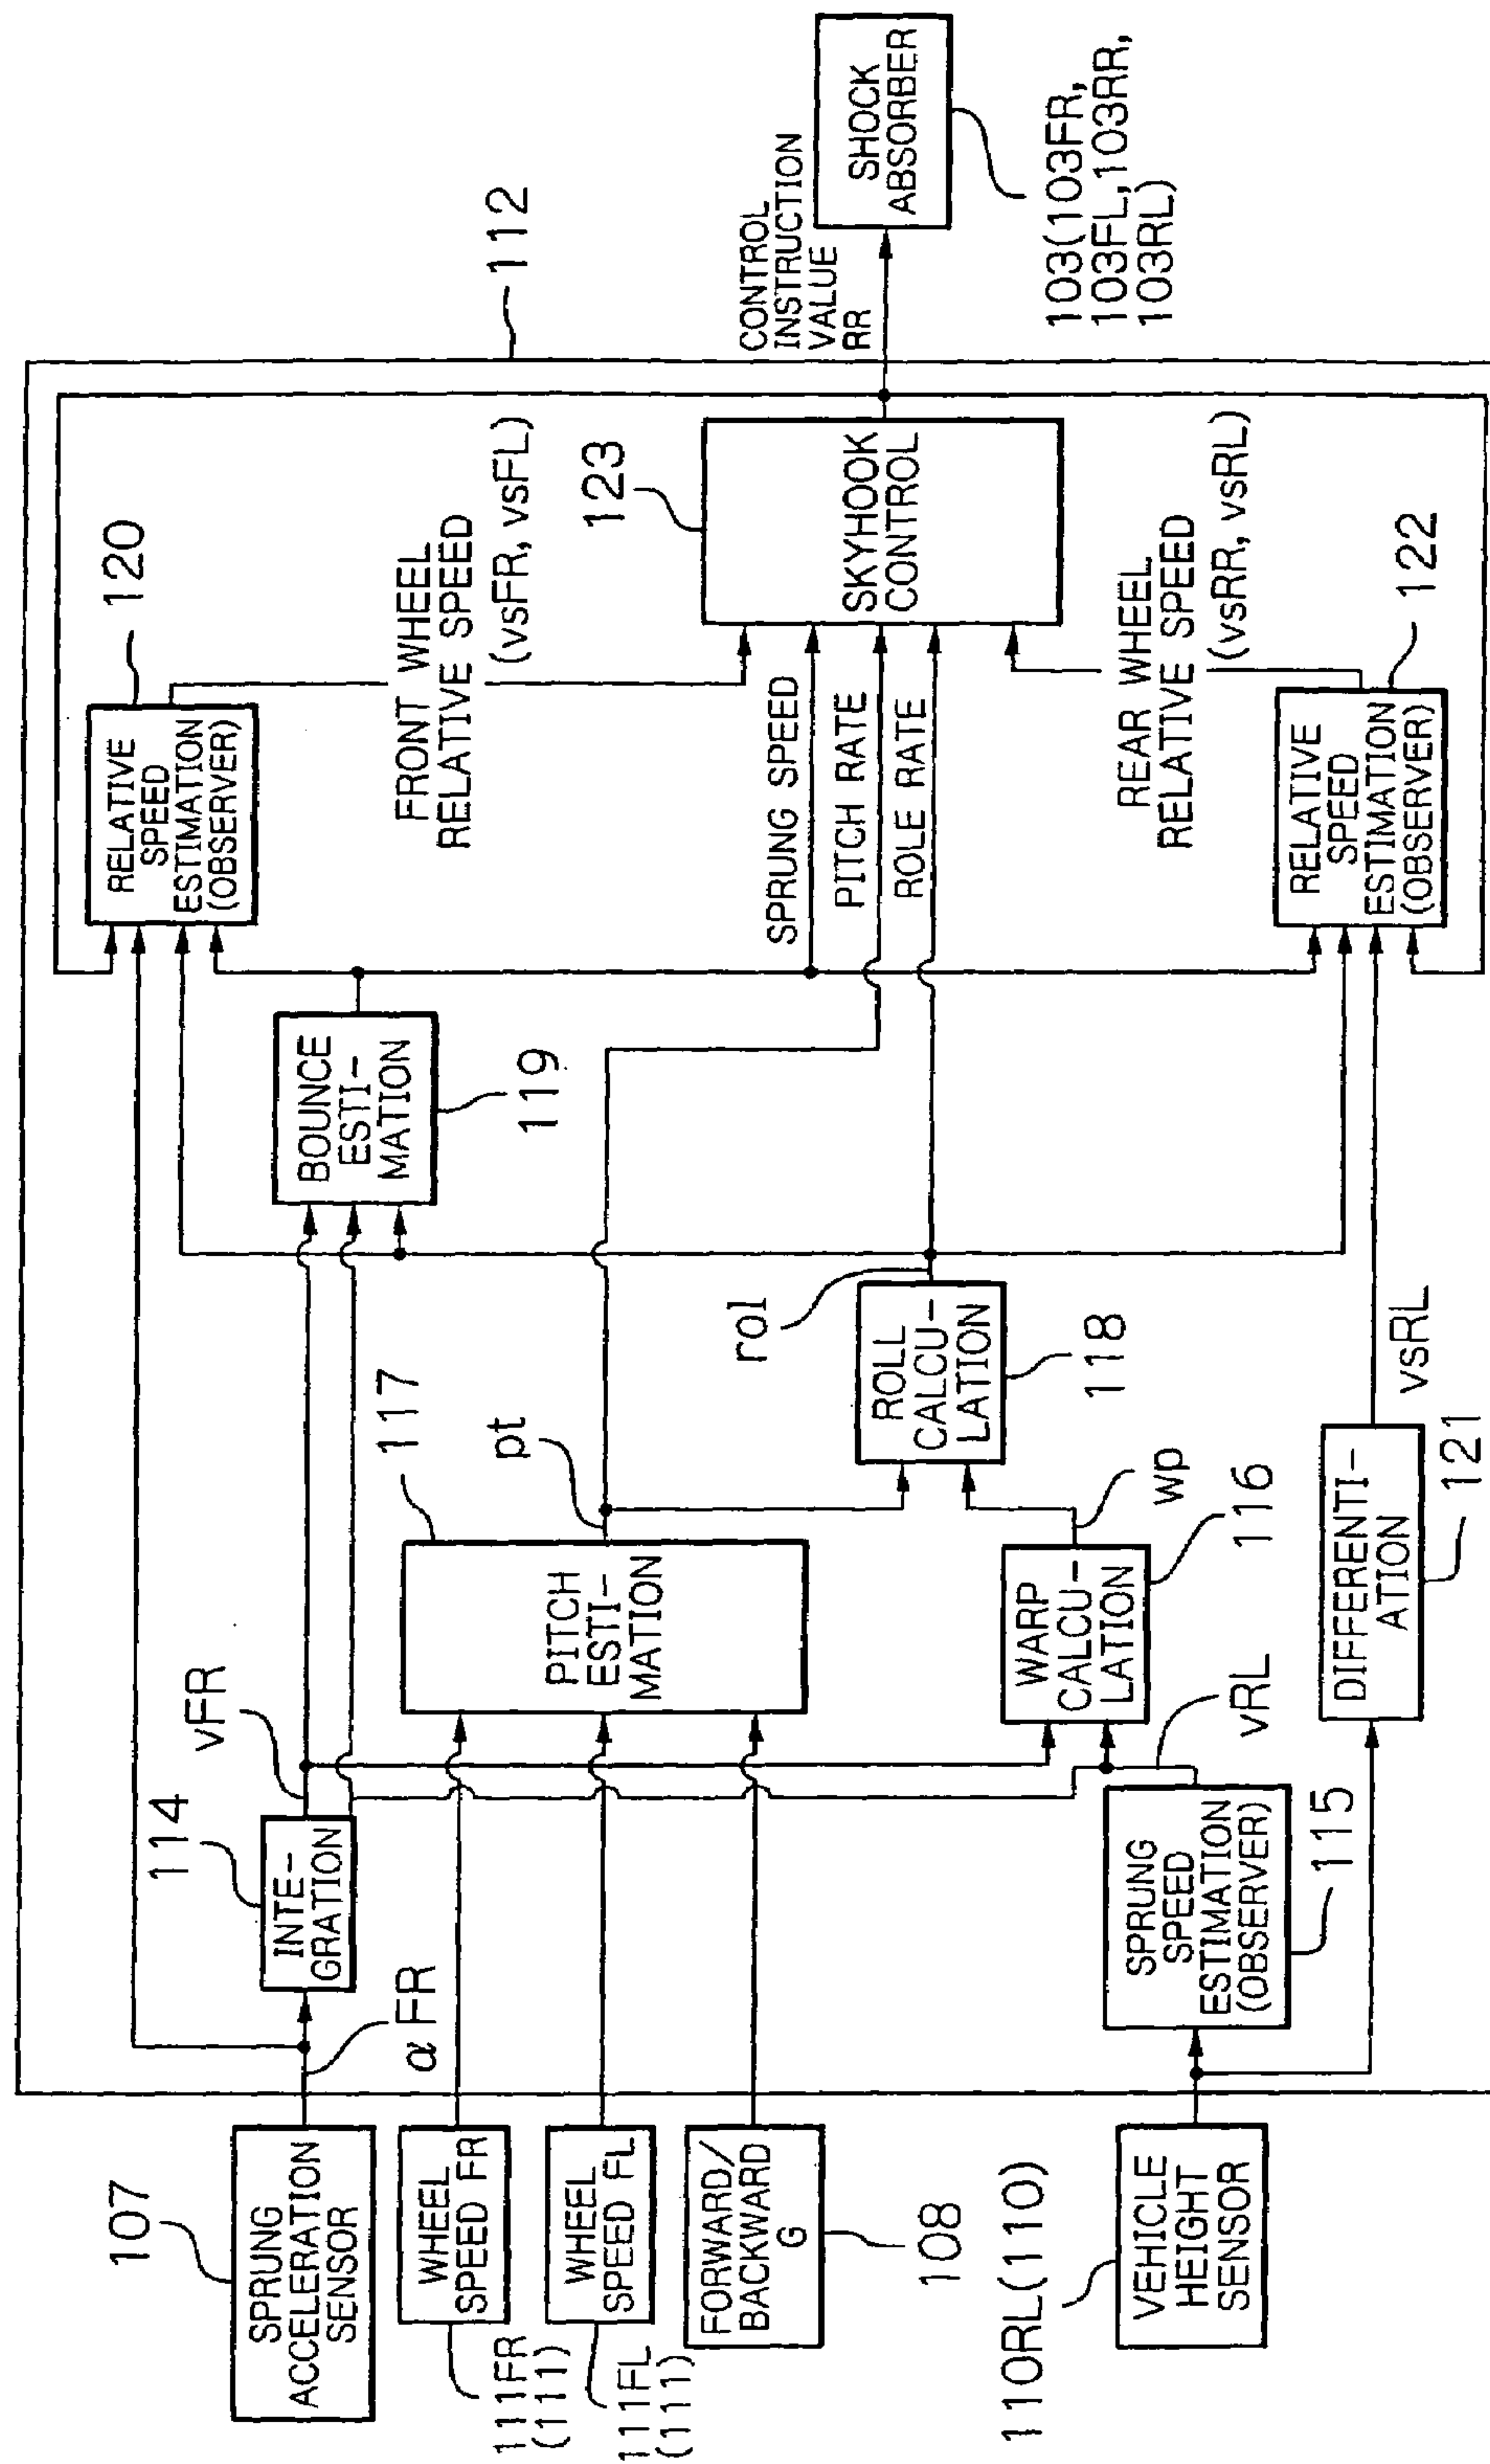 107
SPRUNG
ACCELERATION
SENSOR
αFR
114
INTE-
GRATION
vFR
111FR
(111)
WHEEL
SPEED FR
111FL
(111)
WHEEL
SPEED FL
FORWARD/
BACKWARD
G
108
110RL(110)
VEHICLE
HEIGHT
SENSOR
117
PITCH
ESTI-
MATION
pt
SPRUNG
SPEED
ESTIMATION
(OBSERVER)
115
vRL
WARP
CALCU-
LATION
116
wp
DIFFERENTI-
ATION
121
vsRL
rol
ROLL
CALCU-
LATION
118
BOUNCE
ESTI-
MATION
119
120
RELATIVE
SPEED
ESTIMATION
(OBSERVER)
FRONT WHEEL
RELATIVE SPEED
(vsFR, vsFL)
SPRUNG SPEED
PITCH RATE
ROLE RATE
REAR WHEEL
RELATIVE SPEED
(vsRR, vsRL)
RELATIVE
SPEED
ESTIMATION
(OBSERVER)
122
123
SKYHOOK
CONTROL
112
CONTROL
INSTRUCTION
VALUE
RR
SHOCK
ABSORBER
103(103FR,
103FL,103RR,
103RL)